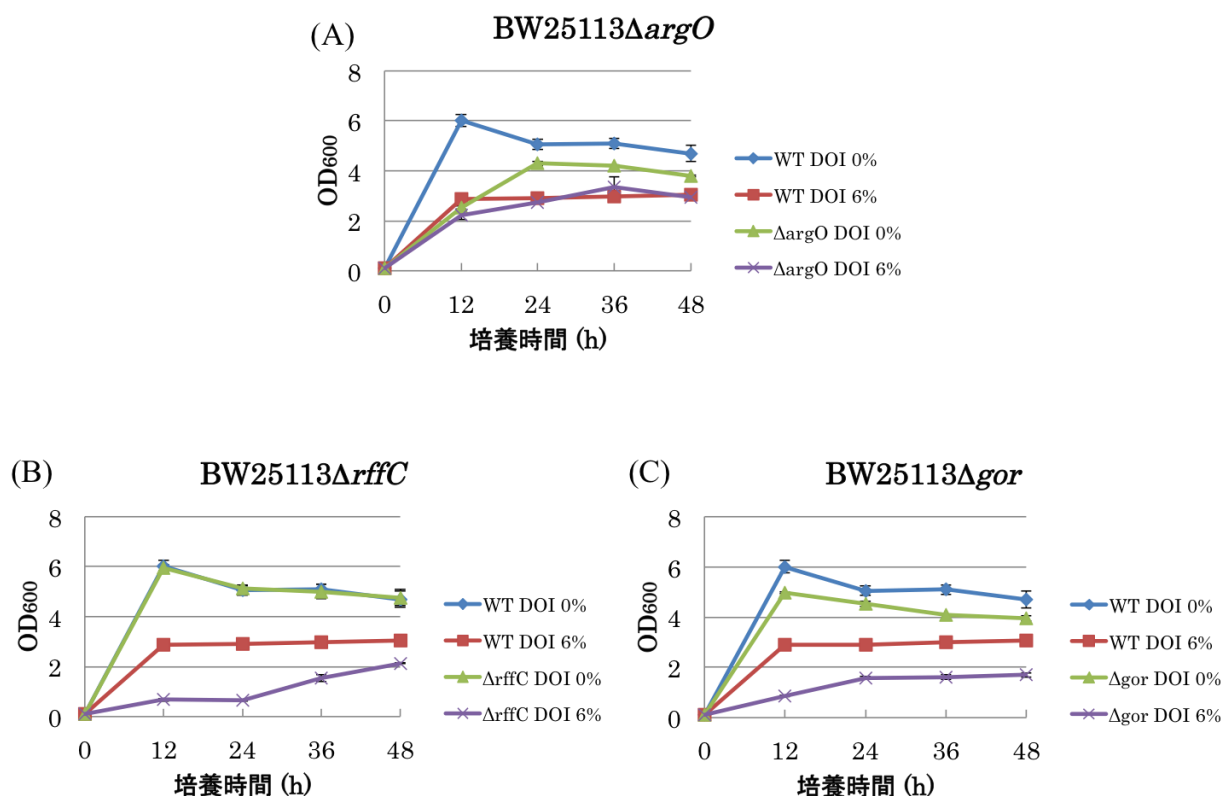 (A) BW25113ΔargO
8
6
4
2
0
OD600
0 12 24 36 48
培養時間 (h)
WT DOI 0%
WT DOI 6%
ΔargO DOI 0%
ΔargO DOI 6%
(B) BW25113ΔrffC
8
6
4
2
0
OD600
0 12 24 36 48
培養時間 (h)
WT DOI 0%
WT DOI 6%
ΔrffC DOI 0%
ΔrffC DOI 6%
(C) BW25113Δgor
8
6
4
2
0
OD600
0 12 24 36 48
培養時間 (h)
WT DOI 0%
WT DOI 6%
Δgor DOI 0%
Δgor DOI 6%